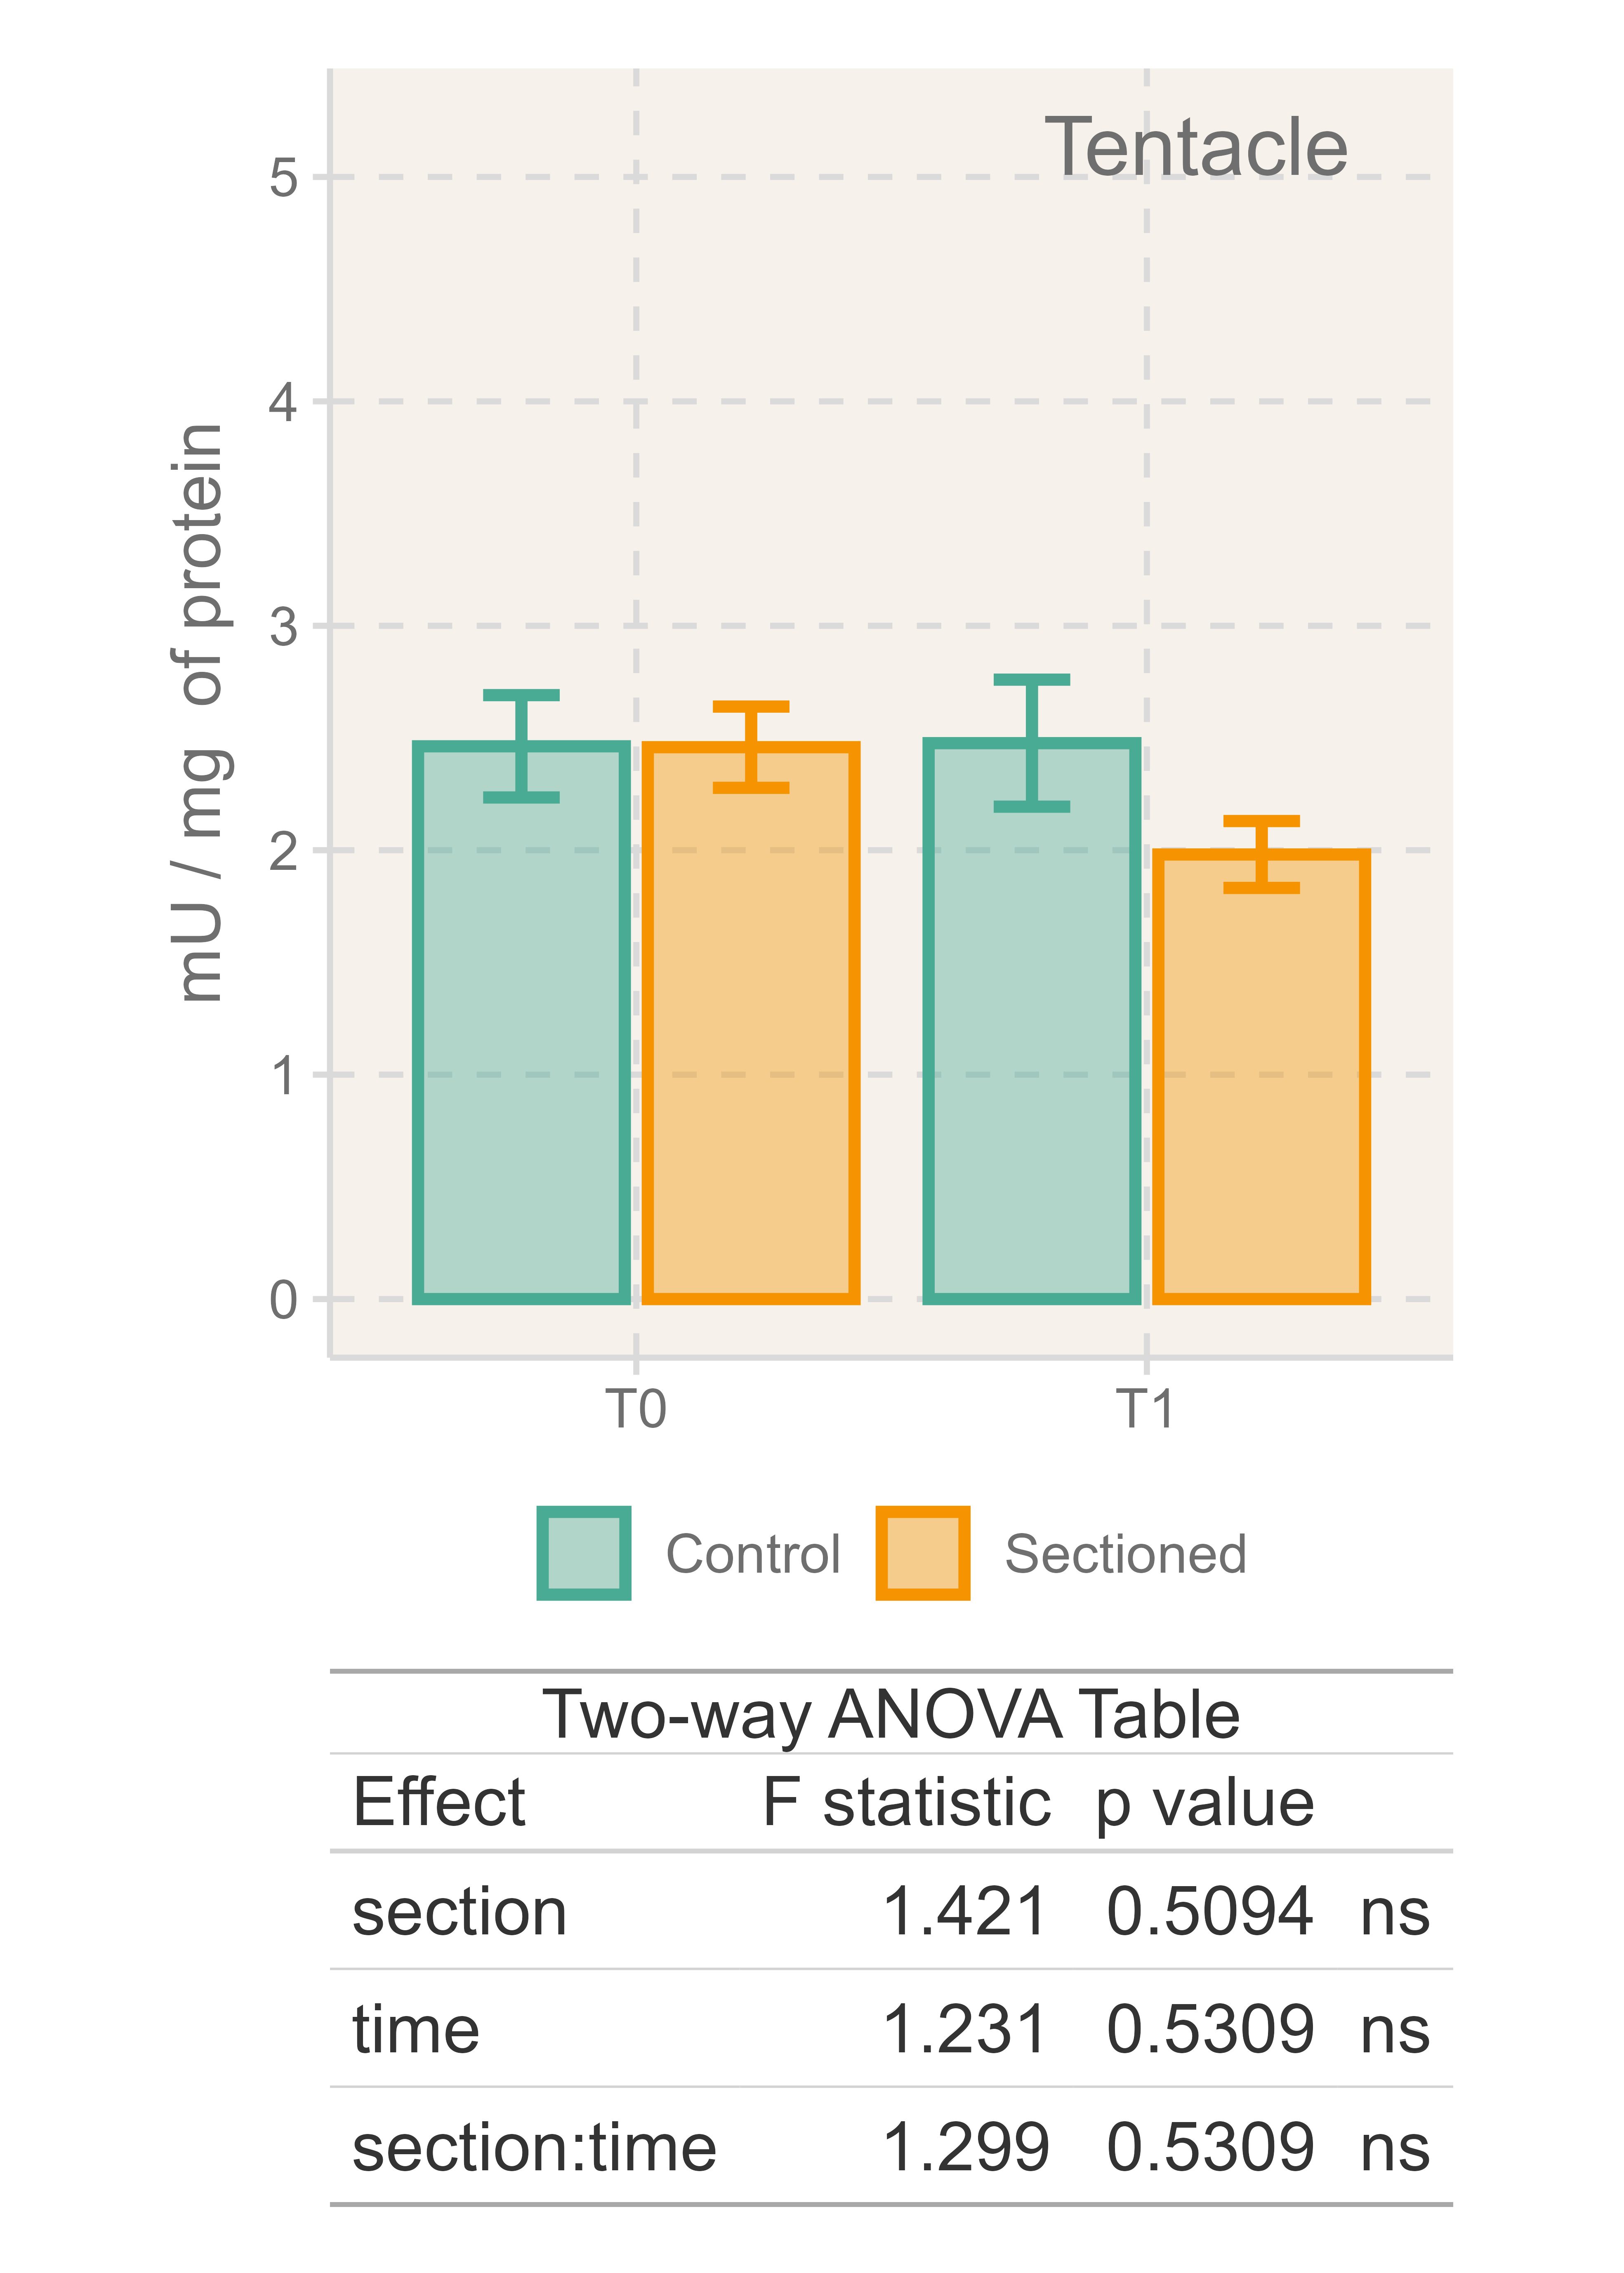 Tentacle
5
4
3
2
1
0
mU / mg of protein
T0 T1
Control Sectioned
Two-way ANOVA Table
Effect F statistic p value
section 1.421 0.5094 ns
time 1.231 0.5309 ns
section:time 1.299 0.5309 ns